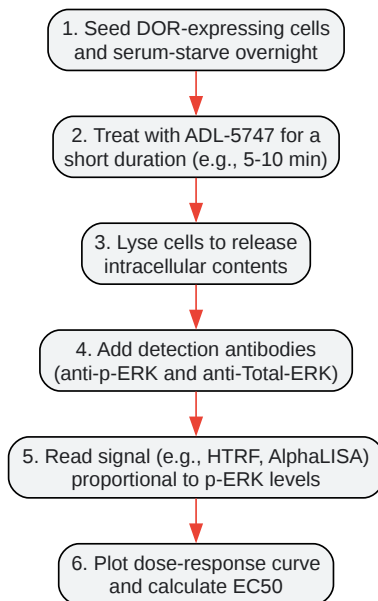 1. Seed DOR-expressing cells
and serum-starve overnight
2. Treat with ADL-5747 for a
short duration (e.g., 5-10 min)
3. Lyse cells to release
intracellular contents
4. Add detection antibodies
(anti-p-ERK and anti-Total-ERK)
5. Read signal (e.g., HTRF, AlphaLISA)
proportional to p-ERK levels
6. Plot dose-response curve
and calculate EC50